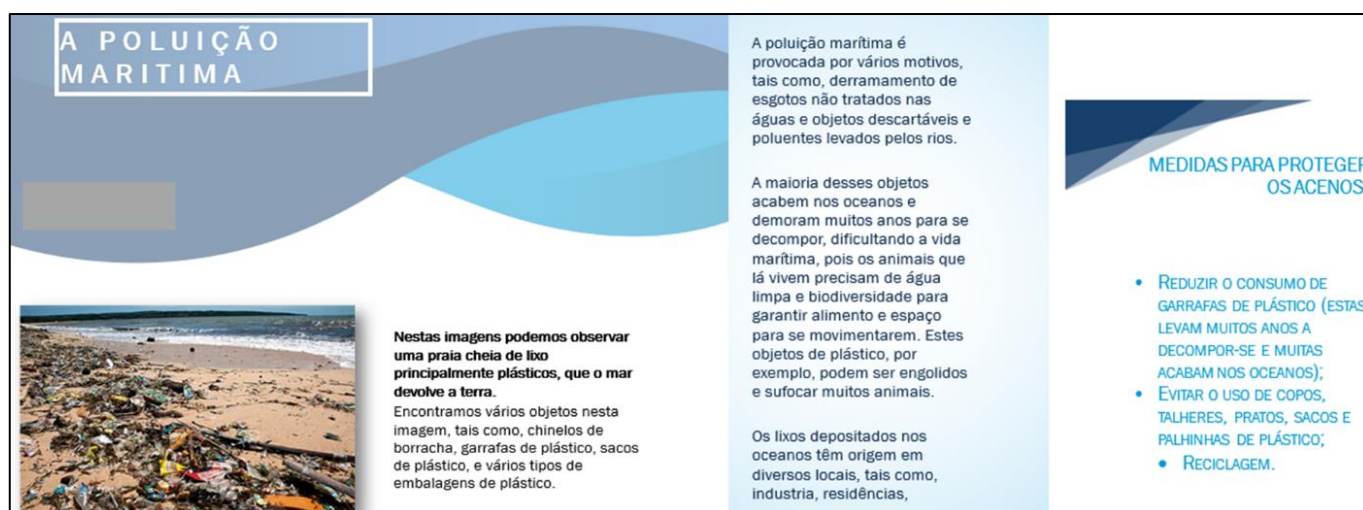 A POLUIÇÃO
MARITIMA
Nestas imagens podemos observar
uma praia cheia de lixo
principalmente plásticos, que o mar
devolve a terra.
Encontramos vários objetos nesta
imagem, tais como, chinelos de
borracha, garrafas de plástico, sacos
de plástico, e vários tipos de
embalagens de plástico.
A poluição marítima é
provocada por vários motivos,
tais como, derramamento de
esgotos não tratados nas
águas e objetos descartáveis e
poluentes levados pelos rios.
A maioria desses objetos
acabem nos oceanos e
demoram muitos anos para se
decompor, dificultando a vida
marítima, pois os animais que
lá vivem precisam de água
limpa e biodiversidade para
garantir alimento e espaço
para se movimentarem. Estes
objetos de plástico, por
exemplo, podem ser engolidos
e sufocar muitos animais.
Os lixos depositados nos
oceanos têm origem em
diversos locais, tais como,
industria, residências,
MEDIDAS PARA PROTEGER
OS ACENOS
• REDUZIR O CONSUMO DE
GARRAFAS DE PLÁSTICO (ESTAS
LEVAM MUITOS ANOS A
DECOMPOR-SE E MUITAS
ACABAM NOS OCEANOS);
• EVITAR O USO DE COPOS,
TALHERES, PRATOS, SACOS E
PALHINHAS DE PLÁSTICO;
• RECICLAGEM.